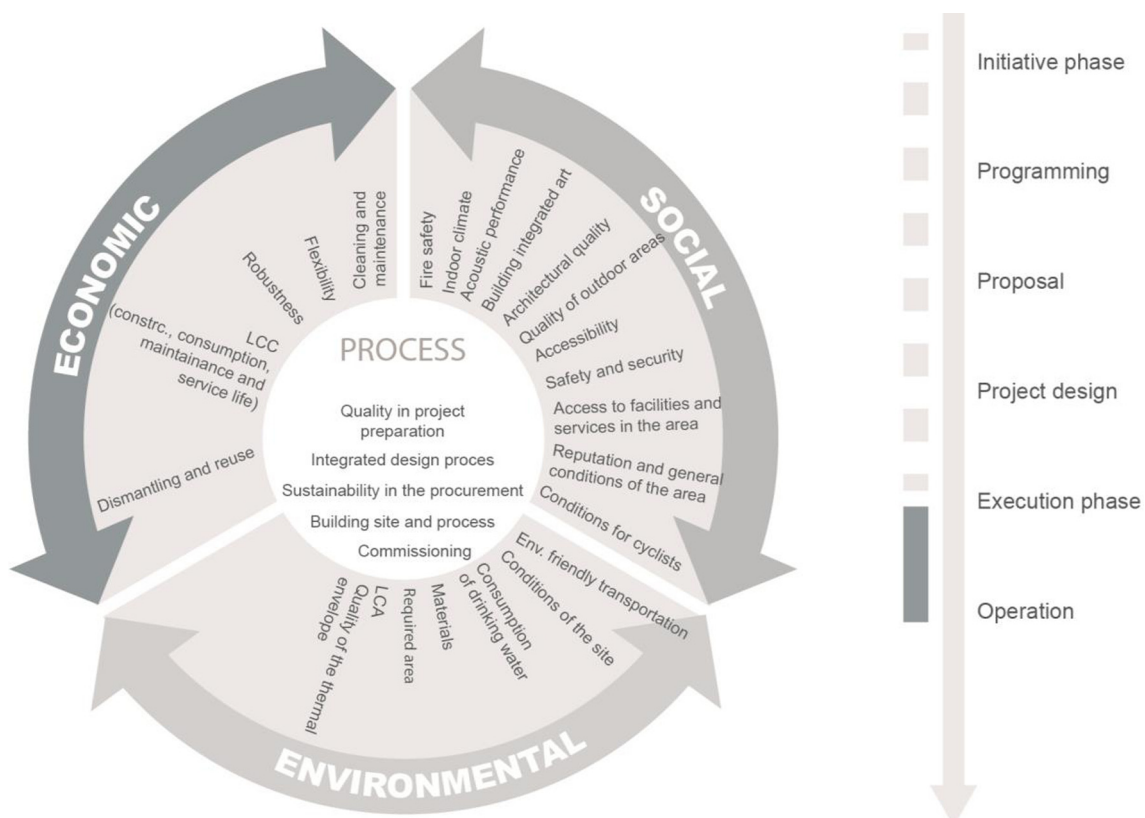 ECONOMIC
Cleaning and
maintenance
Flexibility
Robustness
LCC
(constrc., consumption,
maintainance and
service life)
Dismantling and reuse
SOCIAL
Fire safety
Indoor climate
Acoustic performance
Building integrated art
Architectural quality
Quality of outdoor areas
Accessibility
Safety and security
Access to facilities and
services in the area
Reputation and general
conditions of the area
Conditions for cyclists
PROCESS
Quality in project
preparation
Integrated design proces
Sustainability in the procurement
Building site and process
Commissioning
Env. friendly transportation
Conditions of the site
Consumption
of drinking water
Materials
Required area
LCA
Quality of the thermal
envelope
ENVIRONMENTAL
Initiative phase
Programming
Proposal
Project design
Execution phase
Operation